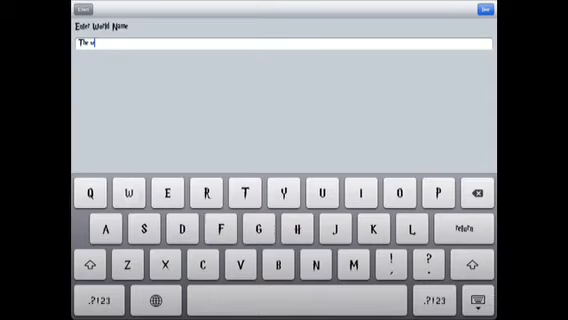 Enter World Name
The w
Q W E R T Y U I O P
A S D F G H J K L return
Z X C V B N M ! , ? .
.?123 .?123